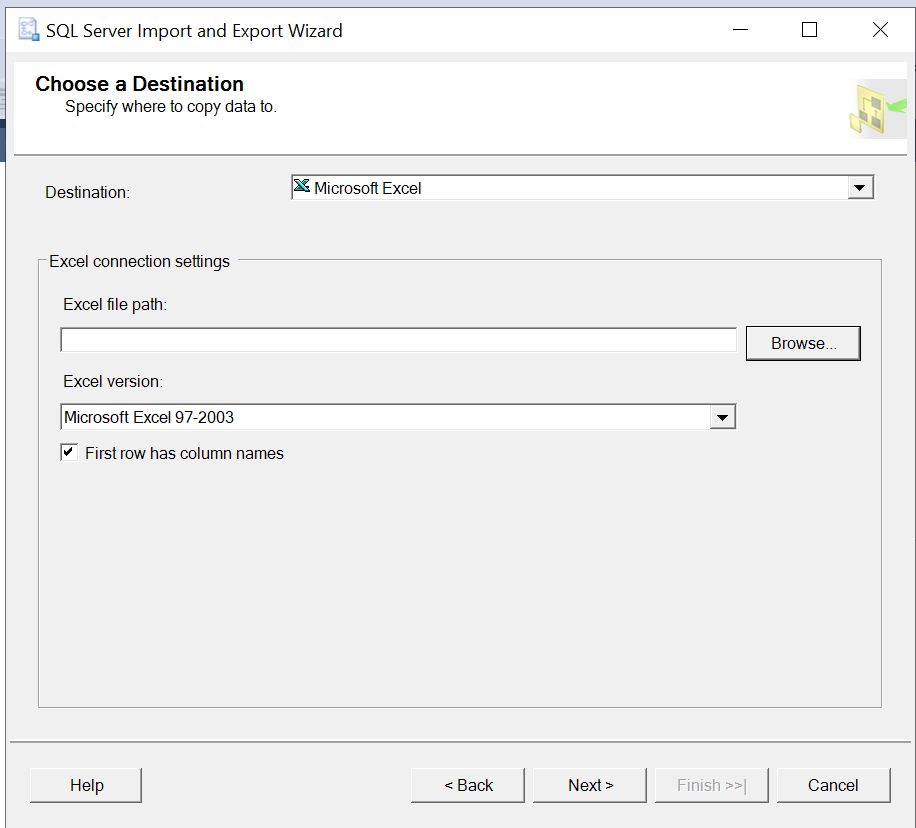 SQL Server Import and Export Wizard
Choose a Destination
Specify where to copy data to.
Destination:
Microsoft Excel
Excel connection settings
Excel file path:
Browse...
Excel version:
Microsoft Excel 97-2003
First row has column names
Help
< Back
Next >
Finish >>|
Cancel